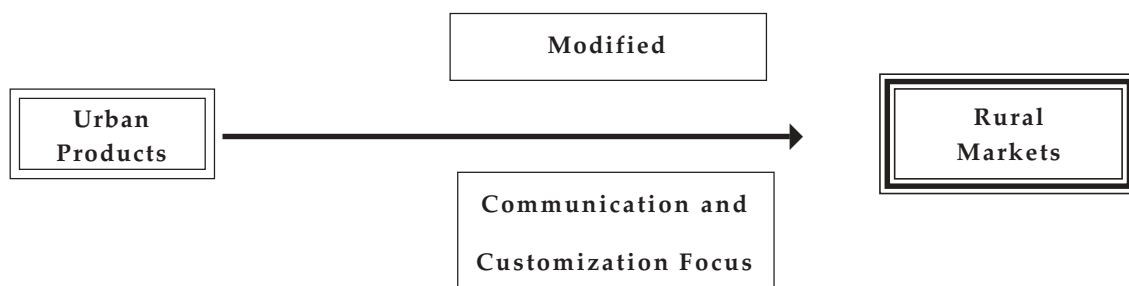 Modified
Urban
Products
Rural
Markets
Communication and
Customization Focus